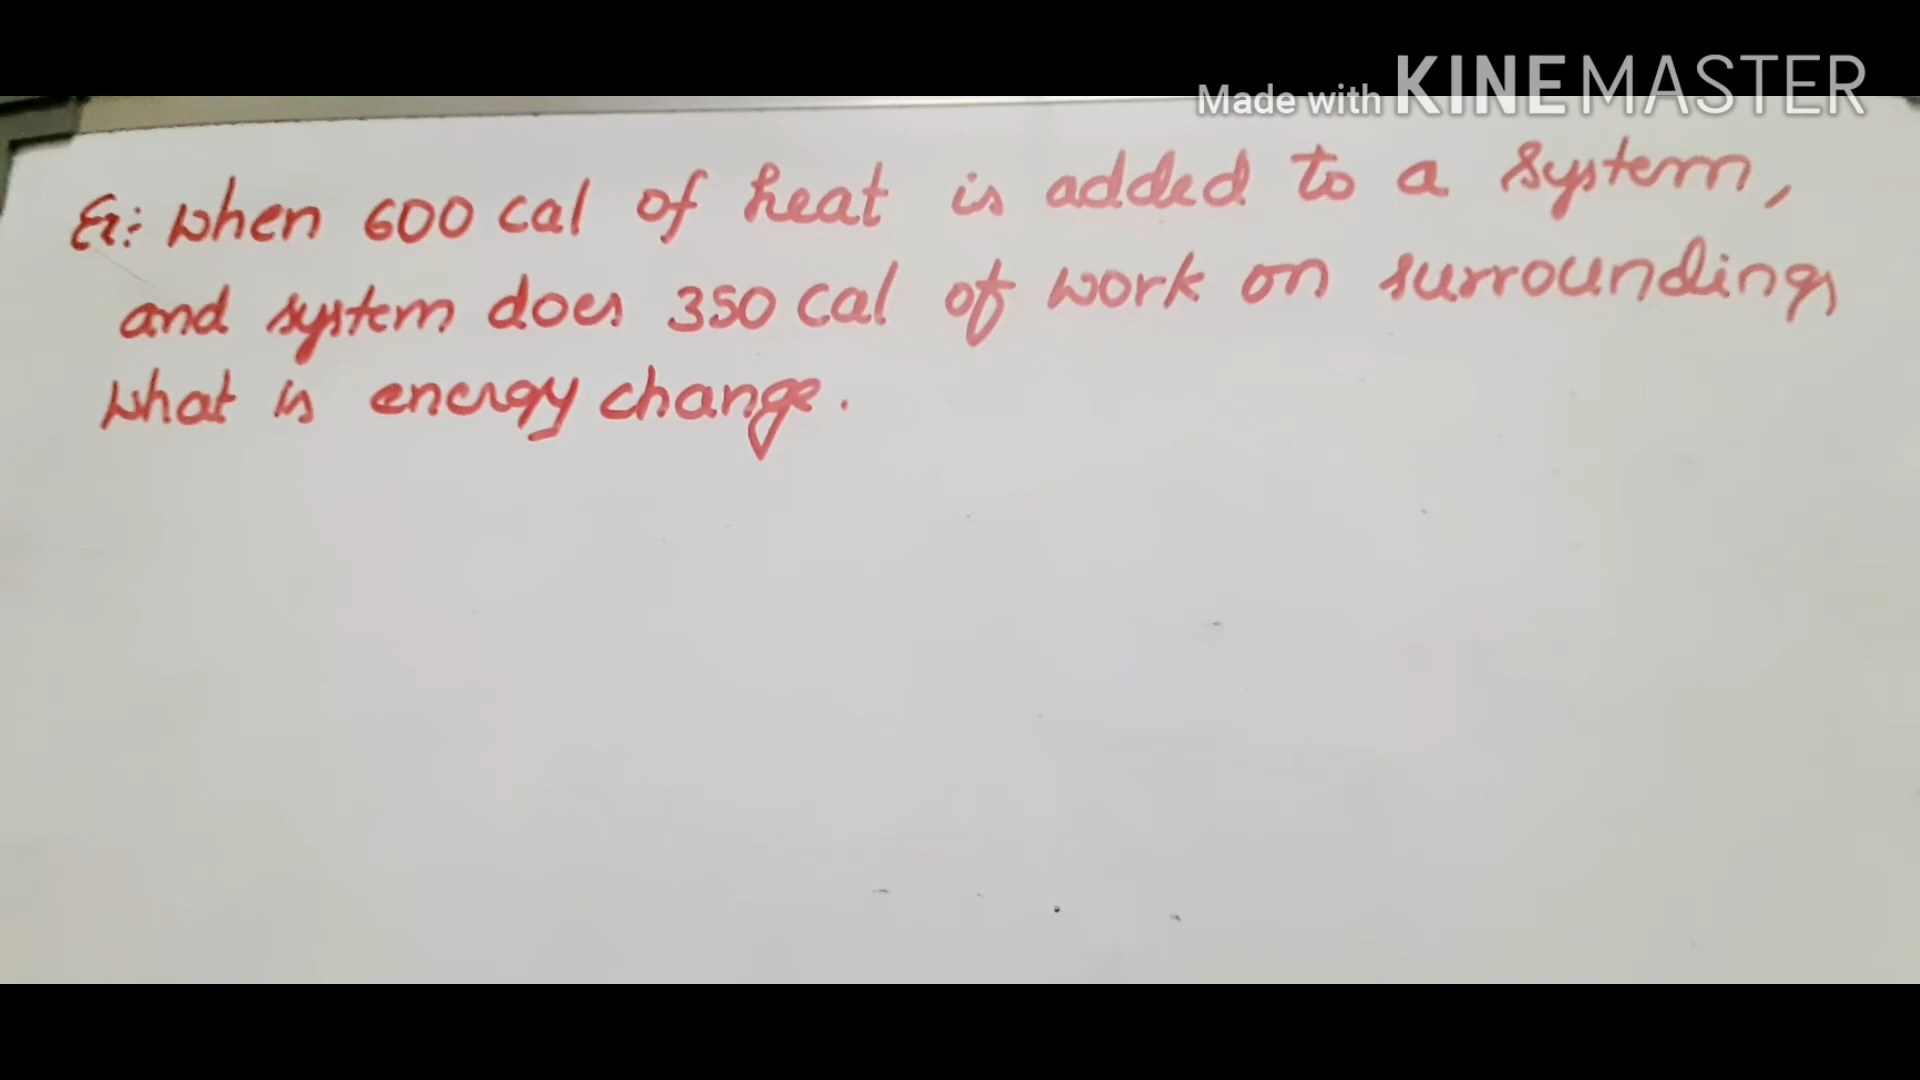 Made with KINEMASTER
Ex:- When 600 cal of heat is added to a system,
and system does 350 Cal of work on surroundings
What is energy change.